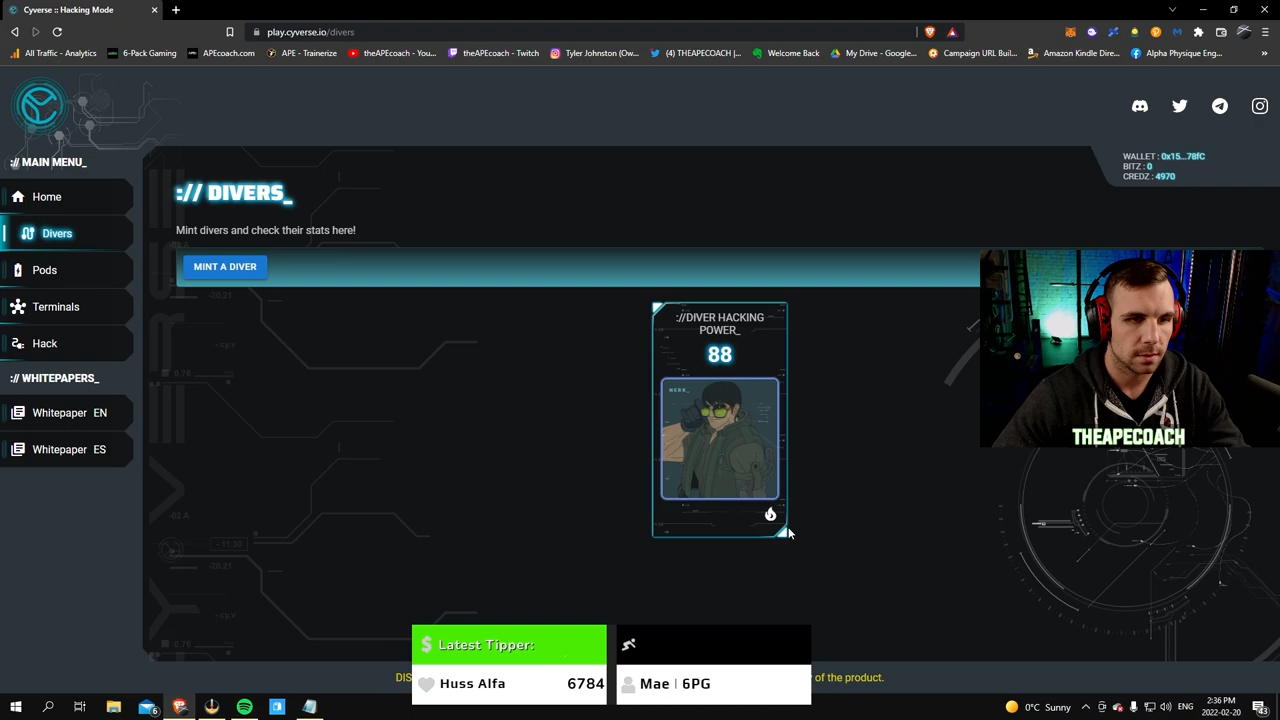 Cyverse :: Hacking Mode
play.cyverse.io/divers
All Traffic - Analytics
6-Pack Gaming
APEcoach.com
APE - Trainerize
theAPEcoach - You...
theAPEcoach - Twitch
Tyler Johnston (Ow...
(4) THEAPECOACH |...
Welcome Back
My Drive - Google...
Campaign URL Buil...
Amazon Kindle Dire...
Alpha Physique Eng...
:// MAIN MENU_
Home
Divers
Pods
Terminals
Hack
:// WHITEPAPERS_
Whitepaper EN
Whitepaper ES
WALLET : 0x15...78fC
BITZ : 0
CREDZ : 4970
:// DIVERS_
Mint divers and check their stats here!
MINT A DIVER
://DIVER HACKING
POWER_
88
THEAPECOACH
$ Latest Tipper:
Huss Alfa 6784
Mae | 6PG
DIS
of the product.
6
0°C Sunny
ENG
2:36 PM
2022-02-20
43